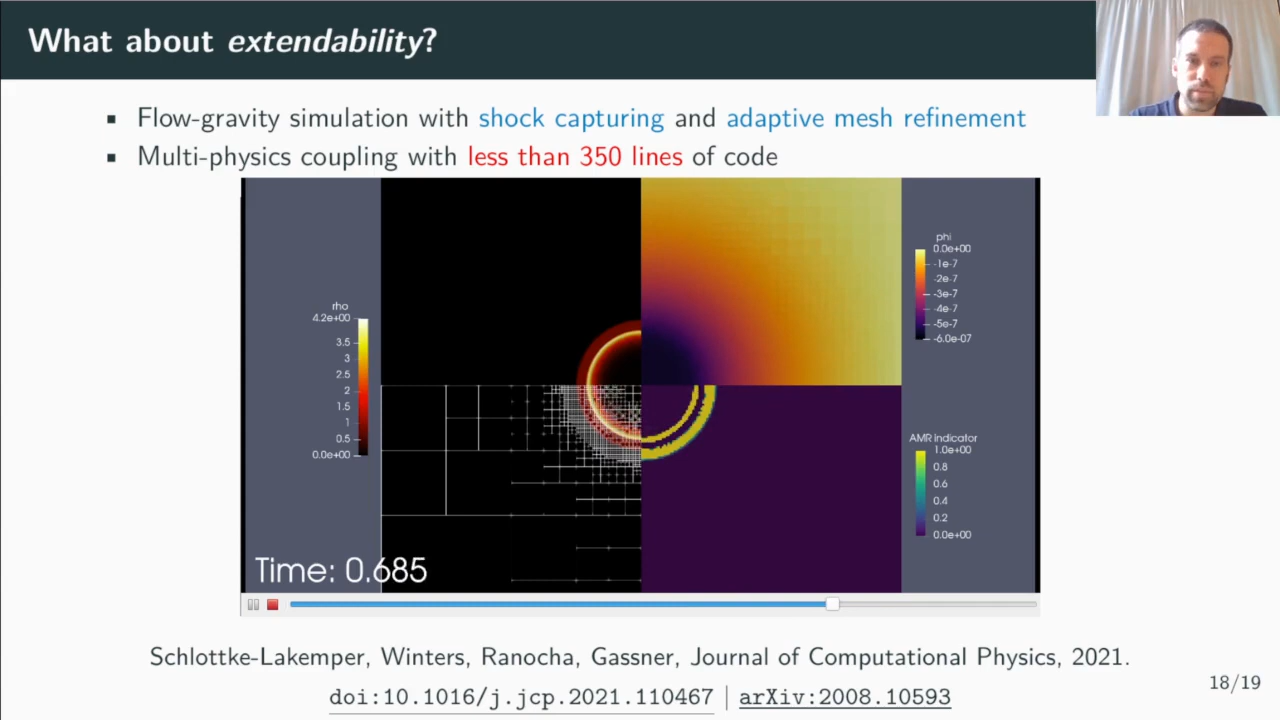 What about extendability?
Flow-gravity simulation with shock capturing and adaptive mesh refinement
Multi-physics coupling with less than 350 lines of code
rho
4.2e+00
3.5
3
2.5
2
1.5
1
0.5
0.0e+00
phi
0.0e+00
-1e-7
-2e-7
-3e-7
-4e-7
-5e-7
-6.0e-07
AMR indicator
1.0e+00
0.8
0.6
0.4
0.2
0.0e+00
Time: 0.685
Schlottke-Lakemper, Winters, Ranocha, Gassner, Journal of Computational Physics, 2021.
doi:10.1016/j.jcp.2021.110467 | arXiv:2008.10593
18/19